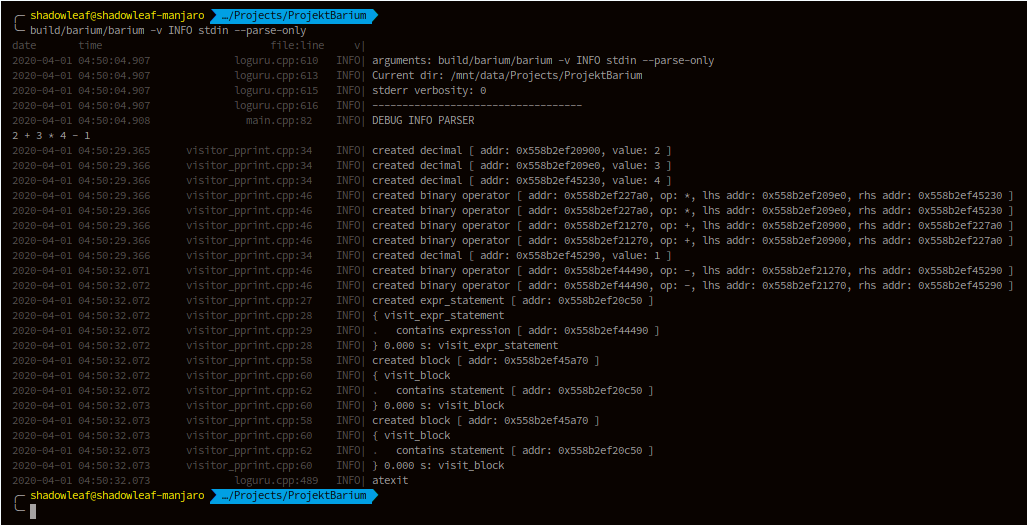 shadowleaf@shadowleaf-manjaro …/Projects/ProjektBarium
build/barium/barium -v INFO stdin --parse-only
date time file:line v|
2020-04-01 04:50:04.907 loguru.cpp:610 INFO| arguments: build/barium/barium -v INFO stdin --parse-only
2020-04-01 04:50:04.907 loguru.cpp:613 INFO| Current dir: /mnt/data/Projects/ProjektBarium
2020-04-01 04:50:04.907 loguru.cpp:615 INFO| stderr verbosity: 0
2020-04-01 04:50:04.907 loguru.cpp:616 INFO| -----------------------------------
2020-04-01 04:50:04.908 main.cpp:82 INFO| DEBUG INFO PARSER
2 + 3 * 4 - 1
2020-04-01 04:50:29.365 visitor_pprint.cpp:34 INFO| created decimal [ addr: 0x558b2ef20900, value: 2 ]
2020-04-01 04:50:29.366 visitor_pprint.cpp:34 INFO| created decimal [ addr: 0x558b2ef209e0, value: 3 ]
2020-04-01 04:50:29.366 visitor_pprint.cpp:34 INFO| created decimal [ addr: 0x558b2ef45230, value: 4 ]
2020-04-01 04:50:29.366 visitor_pprint.cpp:46 INFO| created binary operator [ addr: 0x558b2ef227a0, op: *, lhs addr: 0x558b2ef209e0, rhs addr: 0x558b2ef45230 ]
2020-04-01 04:50:29.366 visitor_pprint.cpp:46 INFO| created binary operator [ addr: 0x558b2ef227a0, op: *, lhs addr: 0x558b2ef209e0, rhs addr: 0x558b2ef45230 ]
2020-04-01 04:50:29.366 visitor_pprint.cpp:46 INFO| created binary operator [ addr: 0x558b2ef21270, op: +, lhs addr: 0x558b2ef20900, rhs addr: 0x558b2ef227a0 ]
2020-04-01 04:50:29.366 visitor_pprint.cpp:46 INFO| created binary operator [ addr: 0x558b2ef21270, op: +, lhs addr: 0x558b2ef20900, rhs addr: 0x558b2ef227a0 ]
2020-04-01 04:50:29.366 visitor_pprint.cpp:34 INFO| created decimal [ addr: 0x558b2ef45290, value: 1 ]
2020-04-01 04:50:32.071 visitor_pprint.cpp:46 INFO| created binary operator [ addr: 0x558b2ef44490, op: -, lhs addr: 0x558b2ef21270, rhs addr: 0x558b2ef45290 ]
2020-04-01 04:50:32.072 visitor_pprint.cpp:46 INFO| created binary operator [ addr: 0x558b2ef44490, op: -, lhs addr: 0x558b2ef21270, rhs addr: 0x558b2ef45290 ]
2020-04-01 04:50:32.072 visitor_pprint.cpp:27 INFO| created expr_statement [ addr: 0x558b2ef20c50 ]
2020-04-01 04:50:32.072 visitor_pprint.cpp:28 INFO| { visit_expr_statement
2020-04-01 04:50:32.072 visitor_pprint.cpp:29 INFO| . contains expression [ addr: 0x558b2ef44490 ]
2020-04-01 04:50:32.072 visitor_pprint.cpp:28 INFO| } 0.000 s: visit_expr_statement
2020-04-01 04:50:32.072 visitor_pprint.cpp:58 INFO| created block [ addr: 0x558b2ef45a70 ]
2020-04-01 04:50:32.072 visitor_pprint.cpp:60 INFO| { visit_block
2020-04-01 04:50:32.072 visitor_pprint.cpp:62 INFO| . contains statement [ addr: 0x558b2ef20c50 ]
2020-04-01 04:50:32.073 visitor_pprint.cpp:60 INFO| } 0.000 s: visit_block
2020-04-01 04:50:32.073 visitor_pprint.cpp:58 INFO| created block [ addr: 0x558b2ef45a70 ]
2020-04-01 04:50:32.073 visitor_pprint.cpp:60 INFO| { visit_block
2020-04-01 04:50:32.073 visitor_pprint.cpp:62 INFO| . contains statement [ addr: 0x558b2ef20c50 ]
2020-04-01 04:50:32.073 visitor_pprint.cpp:60 INFO| } 0.000 s: visit_block
2020-04-01 04:50:32.073 loguru.cpp:489 INFO| atexit
shadowleaf@shadowleaf-manjaro …/Projects/ProjektBarium